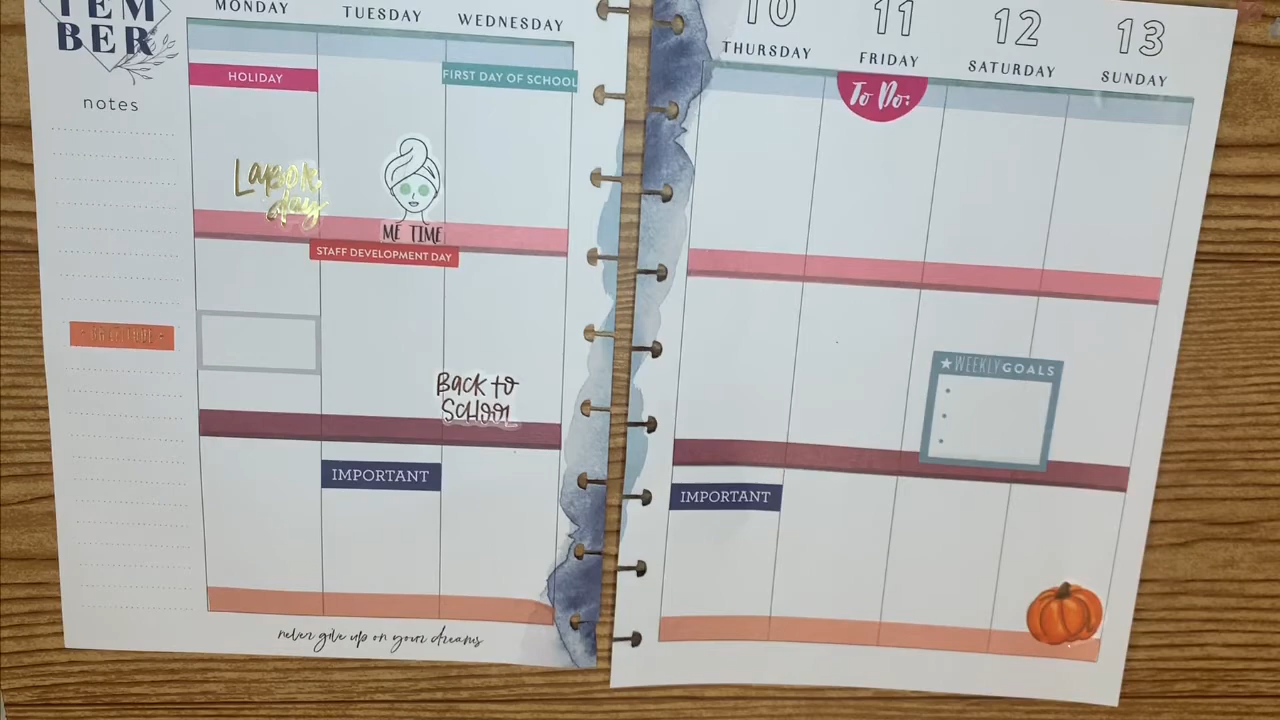 TEM
BER
notes
MONDAY
TUESDAY
WEDNESDAY
HOLIDAY
FIRST DAY OF SCHOOL
LABOR
day
ME TIME
STAFF DEVELOPMENT DAY
BACK to
SCHOOL
IMPORTANT
never give up on your dreams
10
THURSDAY
11
FRIDAY
12
SATURDAY
13
SUNDAY
To Do:
WEEKLY GOALS
IMPORTANT